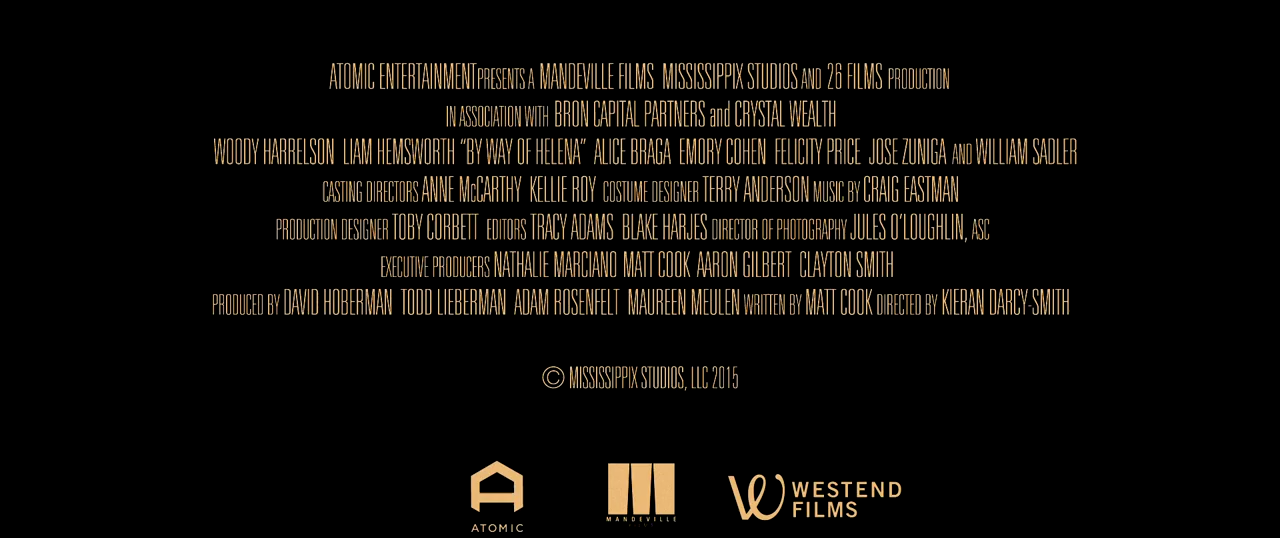 ATOMIC ENTERTAINMENT PRESENTS A MANDEVILLE FILMS MISSISSIPPIX STUDIOS AND 26 FILMS PRODUCTION
IN ASSOCIATION WITH BRON CAPITAL PARTNERS and CRYSTAL WEALTH
WOODY HARRELSON LIAM HEMSWORTH "BY WAY OF HELENA" ALICE BRAGA EMORY COHEN FELICITY PRICE JOSE ZUNIGA AND WILLIAM SADLER
CASTING DIRECTORS ANNE McCARTHY KELLIE ROY COSTUME DESIGNER TERRY ANDERSON MUSIC BY CRAIG EASTMAN
PRODUCTION DESIGNER TOBY CORBETT EDITORS TRACY ADAMS BLAKE HARJES DIRECTOR OF PHOTOGRAPHY JULES O'LOUGHLIN, ASC
EXECUTIVE PRODUCERS NATHALIE MARCIANO MATT COOK AARON GILBERT CLAYTON SMITH
PRODUCED BY DAVID HOBERMAN TODD LIEBERMAN ADAM ROSENFELT MAUREEN MEULEN WRITTEN BY MATT COOK DIRECTED BY KIERAN DARCY-SMITH
© MISSISSIPPIX STUDIOS, LLC 2015
ATOMIC
MANDEVILLE
WESTEND
FILMS